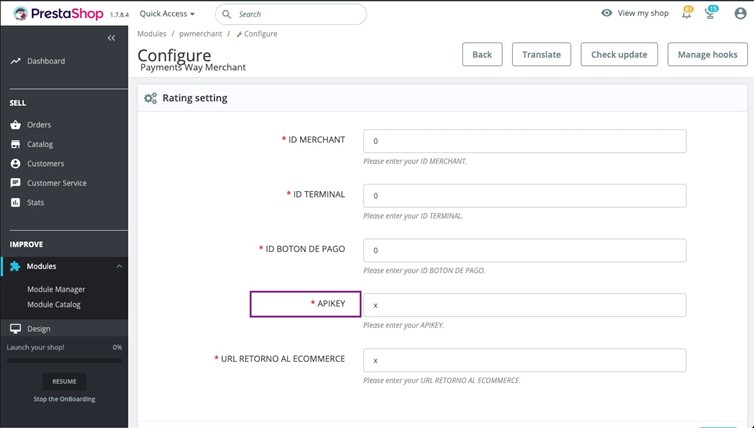 PrestaShop 1.7.8.4 Quick Access Search View my shop 81 15
Modules / pwmerchant / Configure
Configure
Payments Way Merchant
Back Translate Check update Manage hooks
Dashboard
SELL
Orders
Catalog
Customers
Customer Service
Stats
IMPROVE
Modules
Module Manager
Module Catalog
Design
Launch your shop! 0%
RESUME
Stop the OnBoarding
Rating setting
* ID MERCHANT 0
Please enter your ID MERCHANT.
* ID TERMINAL 0
Please enter your ID TERMINAL.
* ID BOTON DE PAGO 0
Please enter your ID BOTON DE PAGO.
* APIKEY x
Please enter your APIKEY.
* URL RETORNO AL ECOMMERCE x
Please enter your URL RETORNO AL ECOMMERCE.